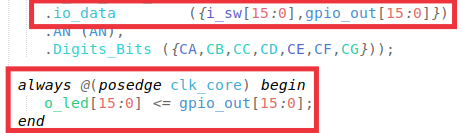 .io_data ({i_sw[15:0],gpio_out[15:0]})
.AN (AN),
.Digits_Bits ({CA,CB,CC,CD,CE,CF,CG}));
always @(posedge clk_core) begin
o_led[15:0] <= gpio_out[15:0];
end